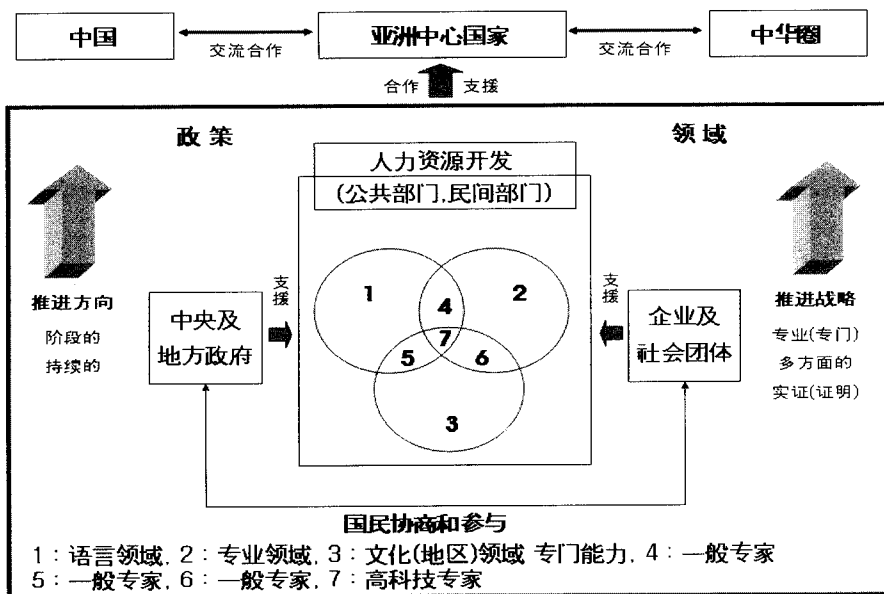 中国
亚洲中心国家
中华圈
交流合作
交流合作
合作 支援
政策
领域
人力资源开发
(公共部门,民间部门)
推进方向
阶段的
持续的
中央及
地方政府
支援
1
2
3
4
5
6
7
支援
企业及
社会团体
推进战略
专业(专门)
多方面的
实证(证明)
国民协商和参与
1：语言领域, 2：专业领域, 3：文化(地区)领域 专门能力, 4：一般专家
5：一般专家, 6：一般专家, 7：高科技专家